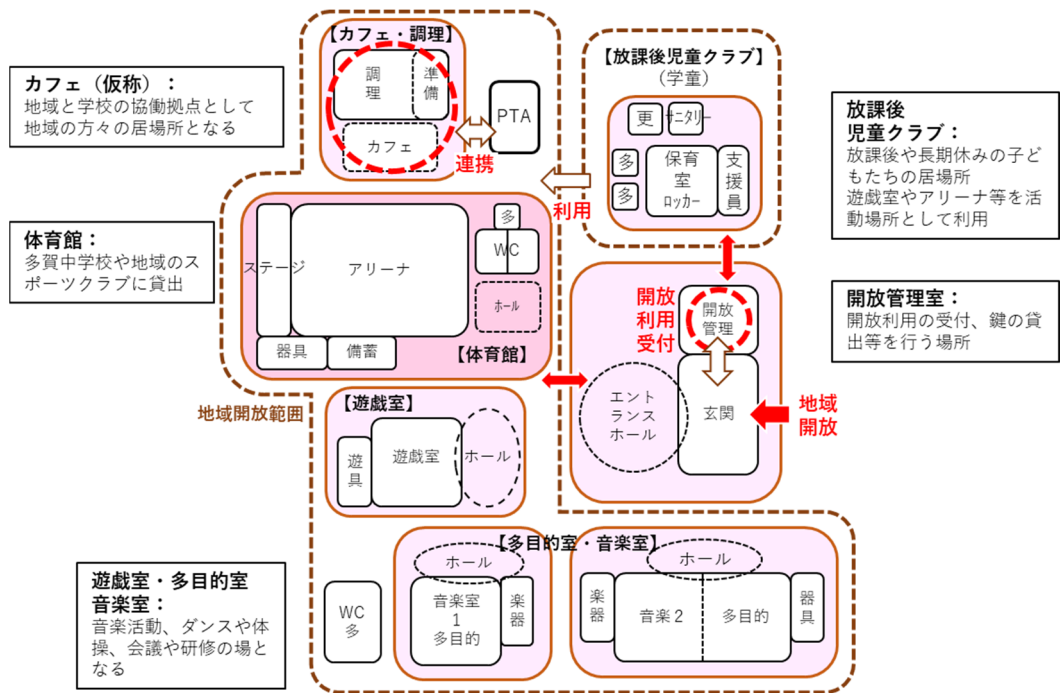 【カフェ・調理】
調
理
準
備
カフェ
PTA
連携
カフェ（仮称）：
地域と学校の協働拠点として
地域の方々の居場所となる
【放課後児童クラブ】
（学童）
更
サニタリー
多
多
保育
室
ロッカー
支
援
員
利用
放課後
児童クラブ：
放課後や長期休みの子ど
もたちの居場所
遊戯室やアリーナ等を活
動場所として利用
体育館：
多賀中学校や地域のス
ポーツクラブに貸出
ステージ
アリーナ
多
WC
ホール
器具
備蓄
【体育館】
開放
利用
受付
開放
管理
エント
ランス
ホール
玄関
地域
開放
開放管理室：
開放利用の受付、鍵の貸
出等を行う場所
地域開放範囲
【遊戯室】
遊
具
遊戯室
ホール
【多目的室・音楽室】
ホール
音楽室
1
多目的
楽
器
WC
多
ホール
楽
器
音楽２
多目的
器
具
遊戯室・多目的室
音楽室：
音楽活動、ダンスや体
操、会議や研修の場と
なる